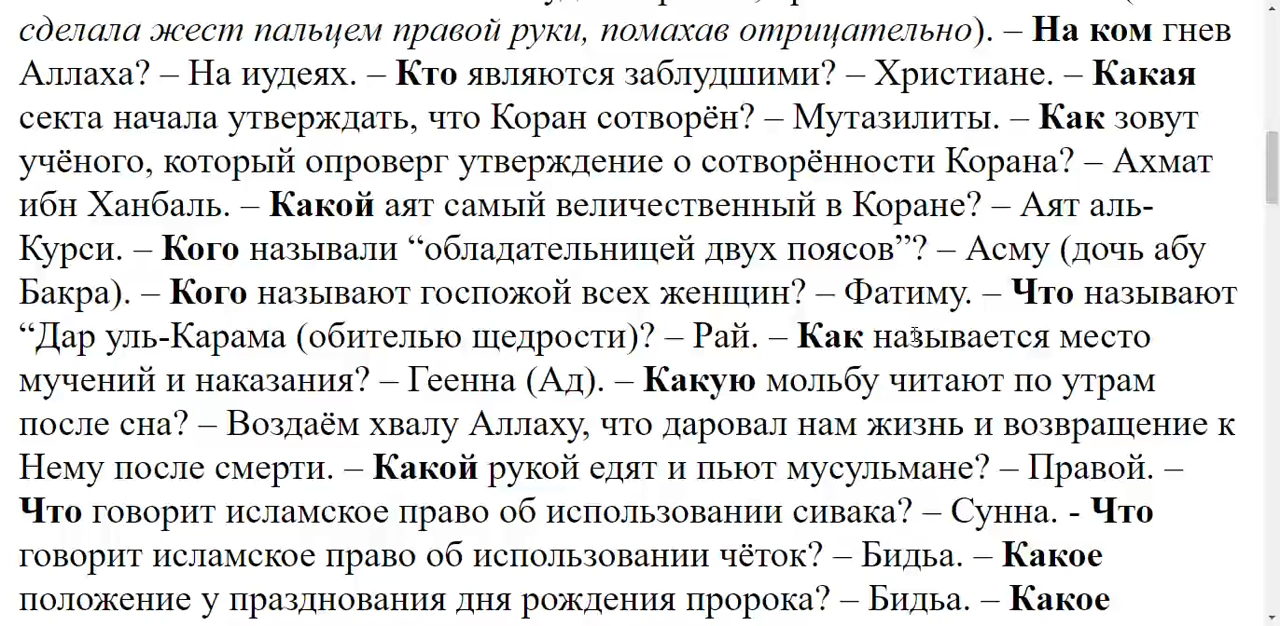 сделала жест пальцем правой руки, помахав отрицательно). – На ком гнев
Аллаха? – На иудеях. – Кто являются заблудшими? – Христиане. – Какая
секта начала утверждать, что Коран сотворён? – Мутазилиты. – Как зовут
учёного, который опроверг утверждение о сотворённости Корана? – Ахмат
ибн Ханбаль. – Какой аят самый величественный в Коране? – Аят аль-
Курси. – Кого называли “обладательницей двух поясов”? – Асму (дочь абу
Бакра). – Кого называют госпожой всех женщин? – Фатиму. – Что называют
“Дар уль-Карама (обителью щедрости)? – Рай. – Как называется место
мучений и наказания? – Геенна (Ад). – Какую мольбу читают по утрам
после сна? – Воздаём хвалу Аллаху, что даровал нам жизнь и возвращение к
Нему после смерти. – Какой рукой едят и пьют мусульмане? – Правой. –
Что говорит исламское право об использовании сивака? – Сунна. - Что
говорит исламское право об использовании чёток? – Бидьа. – Какое
положение у празднования дня рождения пророка? – Бидьа. – Какое